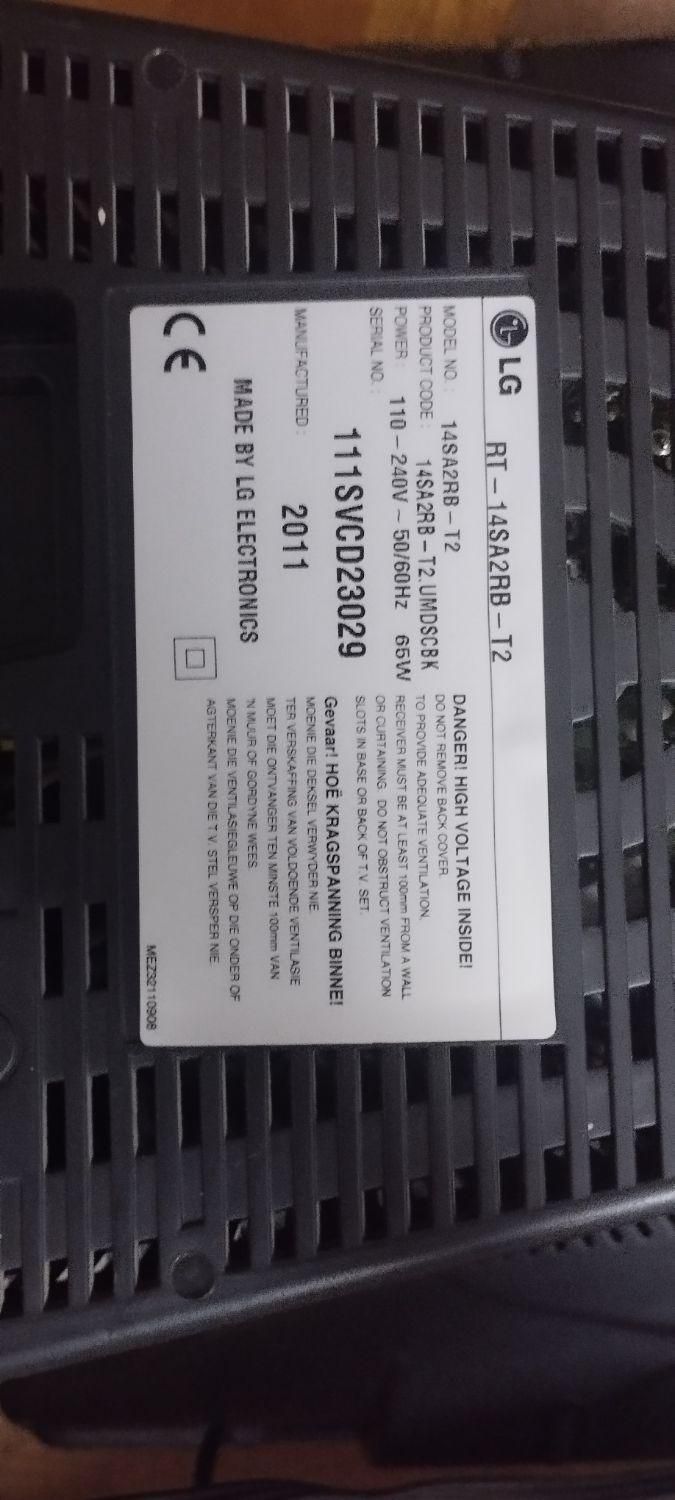 LG RT-14SA2RB-T2
MODEL NO. : 14SA2RB-T2
PRODUCT CODE : 14SA2RB-T2.UMDSCBK
POWER : 110-240V~50/60Hz 65W
SERIAL NO. :
111SVCD23029
MANUFACTURED : 2011
MADE BY LG ELECTRONICS
CE
DANGER! HIGH VOLTAGE INSIDE!
DO NOT REMOVE BACK COVER.
TO PROVIDE ADEQUATE VENTILATION,
RECEIVER MUST BE AT LEAST 100mm FROM A WALL
OR CURTAINING. DO NOT OBSTRUCT VENTILATION
SLOTS IN BASE OR BACK OF T.V. SET.
Gevaar! HOË KRAGSPANNING BINNE!
MOENIE DIE DEKSEL VERWYDER NIE.
TER VERSKAFFING VAN VOLDOENDE VENTILASIE
MOET DIE ONTVANGER TEN MINSTE 100mm VAN
'N MUUR OF GORDYNE WEES.
MOENIE DIE VENTILASIEGLEUWE OP DIE ONDER OF
AGTERKANT VAN DIE T.V. STEL VERSPER NIE.
MEZ32110908